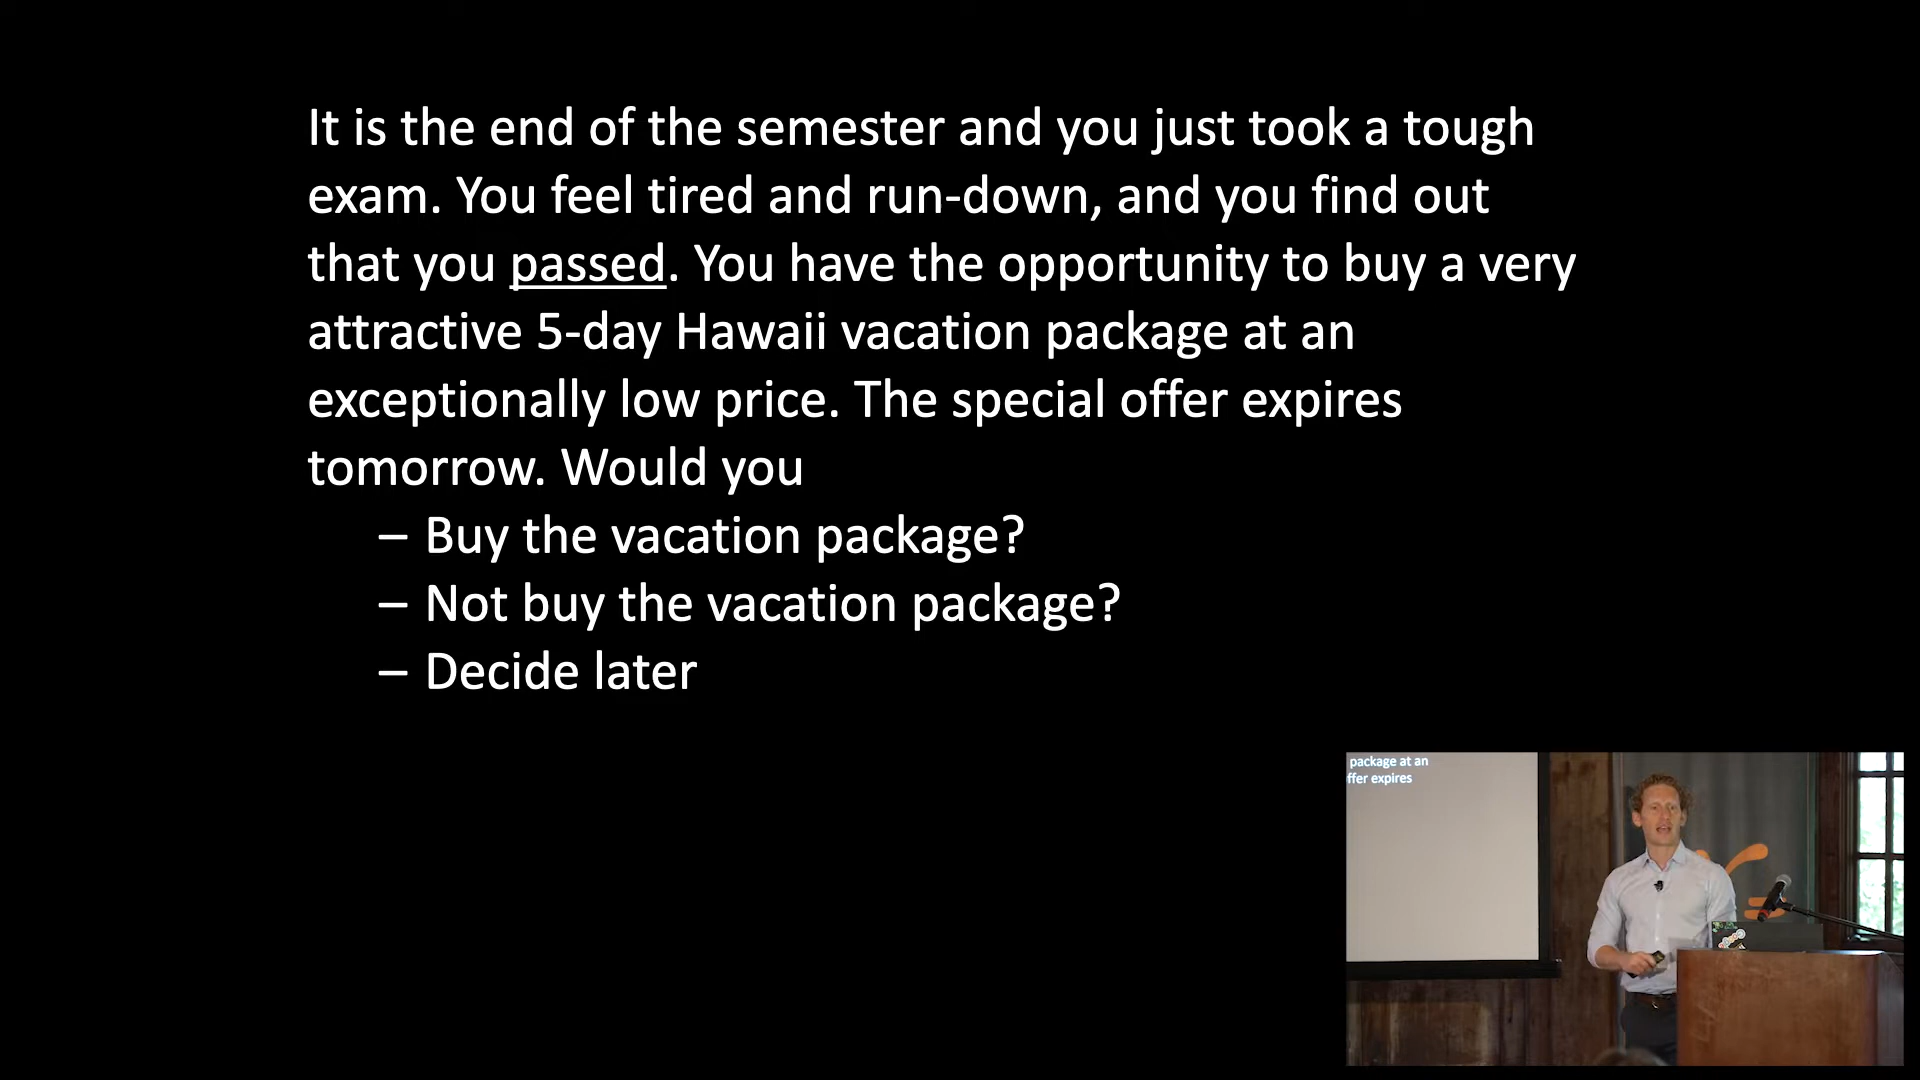 It is the end of the semester and you just took a tough
exam. You feel tired and run-down, and you find out
that you passed. You have the opportunity to buy a very
attractive 5-day Hawaii vacation package at an
exceptionally low price. The special offer expires
tomorrow. Would you
– Buy the vacation package?
– Not buy the vacation package?
– Decide later
package at an
ffer expires